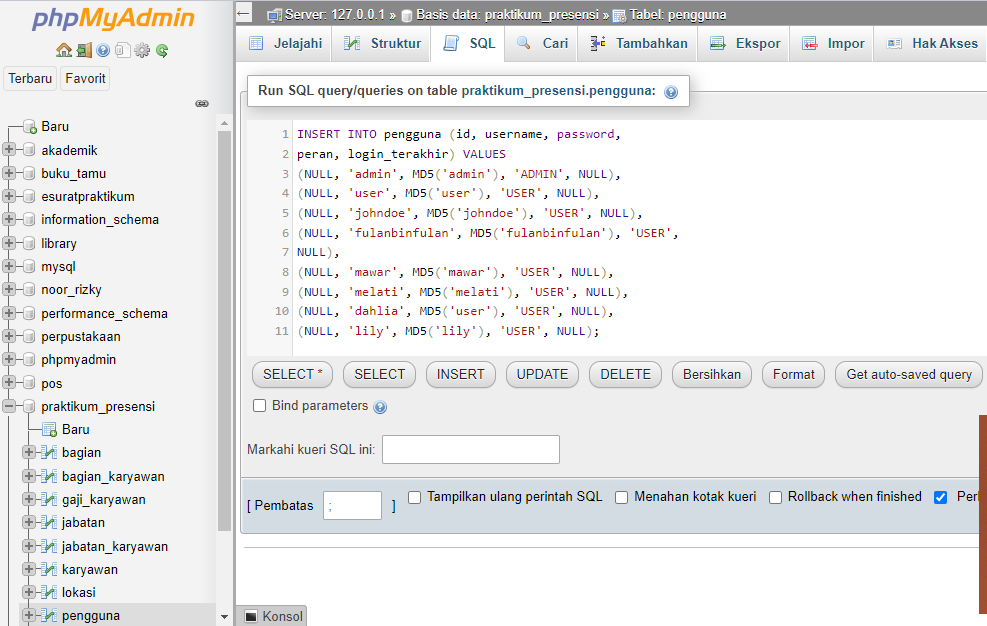 phpMyAdmin
Terbaru Favorit
Baru
akademik
buku_tamu
esuratpraktikum
information_schema
library
mysql
noor_rizky
performance_schema
perpustakaan
phpmyadmin
pos
praktikum_presensi
Baru
bagian
bagian_karyawan
gaji_karyawan
jabatan
jabatan_karyawan
karyawan
lokasi
pengguna
Server: 127.0.0.1 » Basis data: praktikum_presensi » Tabel: pengguna
Jelajahi Struktur SQL Cari Tambahkan Ekspor Impor Hak Akses
Run SQL query/queries on table praktikum_presensi.pengguna:
1 INSERT INTO pengguna (id, username, password,
2 peran, login_terakhir) VALUES
3 (NULL, 'admin', MD5('admin'), 'ADMIN', NULL),
4 (NULL, 'user', MD5('user'), 'USER', NULL),
5 (NULL, 'johndoe', MD5('johndoe'), 'USER', NULL),
6 (NULL, 'fulanbinfulan', MD5('fulanbinfulan'), 'USER',
7 NULL),
8 (NULL, 'mawar', MD5('mawar'), 'USER', NULL),
9 (NULL, 'melati', MD5('melati'), 'USER', NULL),
10 (NULL, 'dahlia', MD5('user'), 'USER', NULL),
11 (NULL, 'lily', MD5('lily'), 'USER', NULL);
SELECT * SELECT INSERT UPDATE DELETE Bersihkan Format Get auto-saved query
Bind parameters
Markahi kueri SQL ini:
[ Pembatas ; ] Tampilkan ulang perintah SQL Menahan kotak kueri Rollback when finished
Konsol